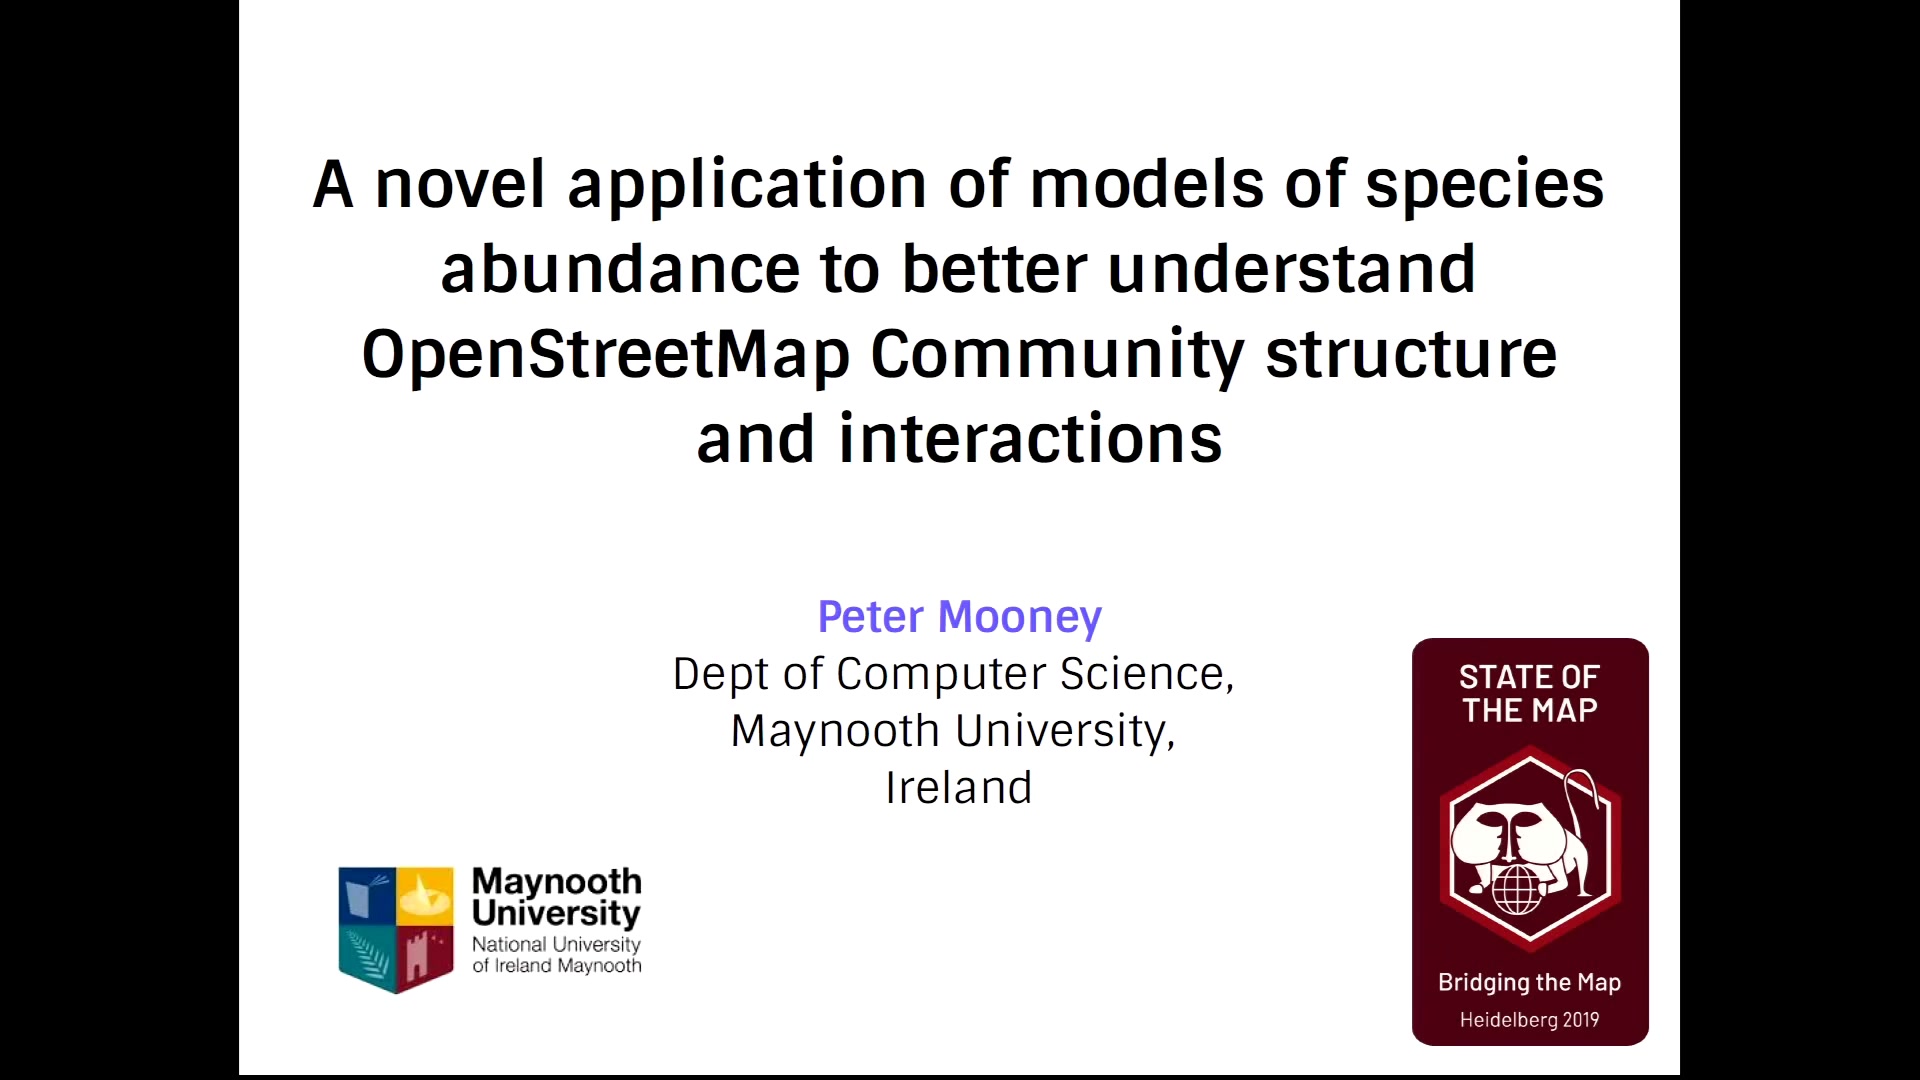 A novel application of models of species
abundance to better understand
OpenStreetMap Community structure
and interactions
Peter Mooney
Dept of Computer Science,
Maynooth University,
Ireland
Maynooth
University
National University
of Ireland Maynooth
STATE OF
THE MAP
Bridging the Map
Heidelberg 2019